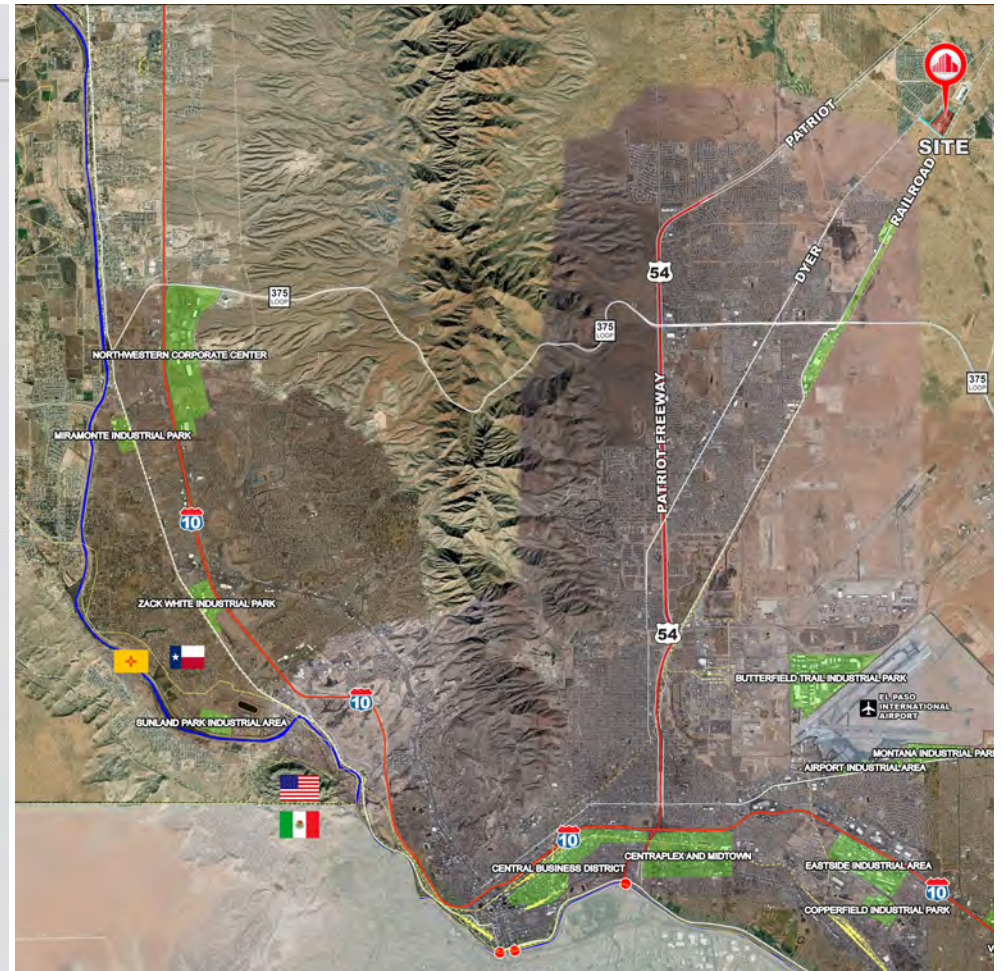 PATRIOT
SITE
RAILROAD
DYER
54
375
LOOP
375
LOOP
375
LOOP
NORTHWESTERN CORPORATE CENTER
PATRIOT FREEWAY
MIRAMONTE INDUSTRIAL PARK
10
ZACK WHITE INDUSTRIAL PARK
54
BUTTERFIELD TRAIL INDUSTRIAL PARK
10
EL PASO
INTERNATIONAL
AIRPORT
SUNLAND PARK INDUSTRIAL AREA
MONTANA INDUSTRIAL PARK
AIRPORT INDUSTRIAL AREA
10
CENTRAL BUSINESS DISTRICT
CENTRAPLEX AND MIDTOWN
EASTSIDE INDUSTRIAL AREA
10
COPPERFIELD INDUSTRIAL PARK
V